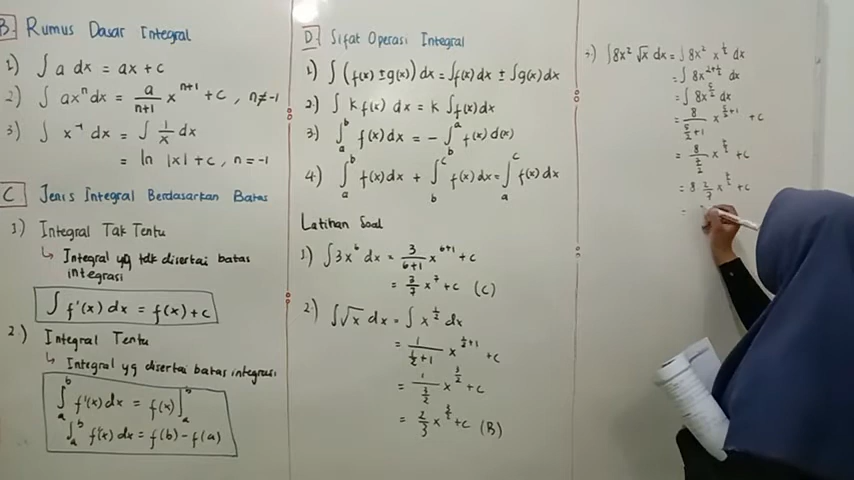 B. Rumus Dasar Integral
1) ∫ a dx = ax + c
2) ∫ ax^n dx = a/(n+1) x^(n+1) + c , n≠-1
3) ∫ x^-1 dx = ∫ 1/x dx
= ln |x| + c , n = -1
C Jenis Integral Berdasarkan Batas
1) Integral Tak Tentu
↳ Integral yg tdk disertai batas
integrasi
∫ f'(x) dx = f(x) + c
2) Integral Tentu
↳ Integral yg disertai batas integrasi
∫_a^b f'(x) dx = f(x)|_a^b
∫_a^b f'(x) dx = f(b) - f(a)
D. Sifat Operasi Integral
1) ∫ (f(x) ± g(x)) dx = ∫f(x) dx ± ∫g(x) dx
2) ∫ k f(x) dx = k ∫f(x) dx
3) ∫_a^b f(x) dx = - ∫_b^a f(x) d(x)
4) ∫_a^b f(x) dx + ∫_b^c f(x) dx = ∫_a^c f(x) dx
Latihan Soal
1) ∫ 3x^6 dx = 3/(6+1) x^(6+1) + c
= 3/7 x^7 + c (C)
2) ∫ √x dx = ∫ x^(1/2) dx
= 1/(1/2+1) x^(1/2+1) + c
= 1/(3/2) x^(3/2) + c
= 2/3 x^(3/2) + c (B)
∫ 8x² √x dx = ∫ 8x² x^(1/2) dx
= ∫ 8x^(2+1/2) dx
= ∫ 8x^(5/2) dx
= 8/(5/2+1) x^(5/2+1) + c
= 8/(7/2) x^(7/2) + c
= 8 2/7 x^(7/2) + c
=